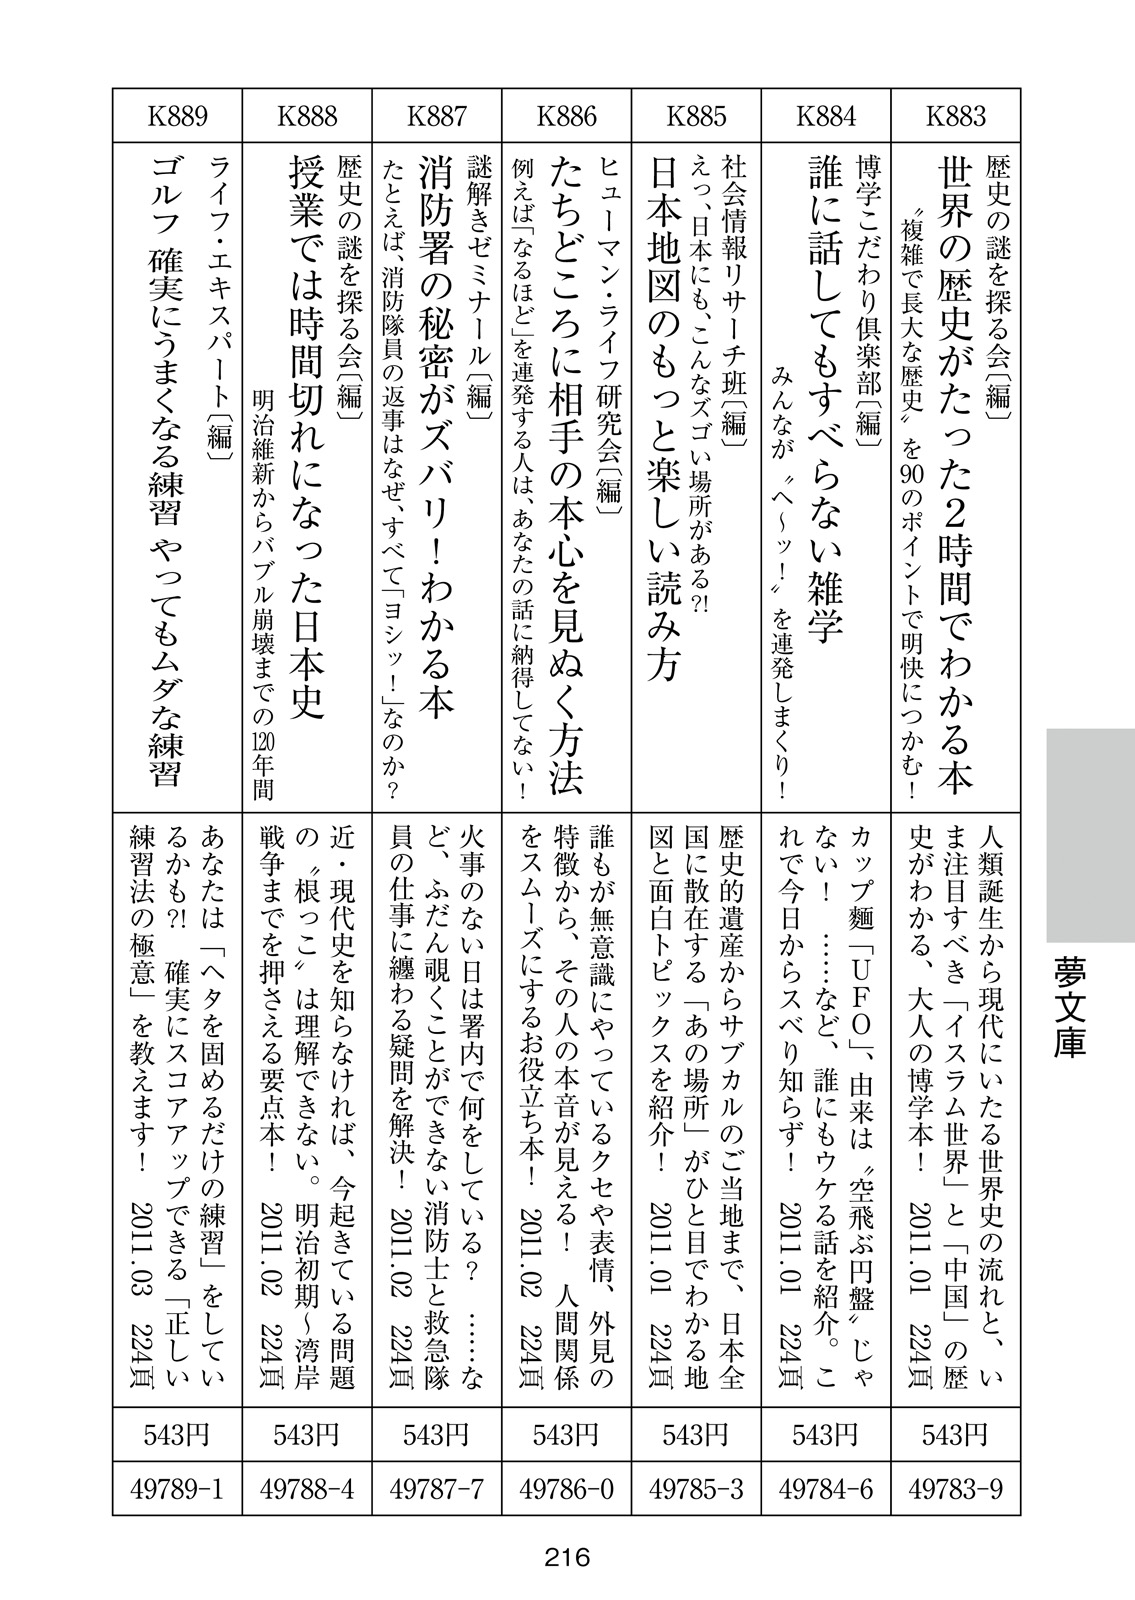 K883
歴史の謎を探る会〔編〕
世界の歴史がたった2時間でわかる本
〝複雑で長大な歴史〟を90のポイントで明快につかむ!
人類誕生から現代にいたる世界史の流れと、い
ま注目すべき「イスラム世界」と「中国」の歴
史がわかる、大人の博学本! 2011.01 224頁
543円
49783-9
K884
博学こだわり倶楽部〔編〕
誰に話してもすべらない雑学
みんなが〝へ〜ッ!〟を連発しまくり!
カップ麺「UFO」、由来は〝空飛ぶ円盤〟じゃ
ない! ……など、誰にもウケる話を紹介。こ
れで今日からスベり知らず! 2011.01 224頁
543円
49784-6
K885
社会情報リサーチ班〔編〕
えっ、日本にも、こんなズゴい場所がある?!
日本地図のもっと楽しい読み方
歴史的遺産からサブカルのご当地まで、日本全
国に散在する「あの場所」がひと目でわかる地
図と面白トピックスを紹介! 2011.01 224頁
543円
49785-3
K886
ヒューマン・ライフ研究会〔編〕
たちどころに相手の本心を見ぬく方法
例えば「なるほど」を連発する人は、あなたの話に納得してない!
誰もが無意識にやっているクセや表情、外見の
特徴から、その人の本音が見える! 人間関係
をスムーズにするお役立ち本! 2011.02 224頁
543円
49786-0
K887
謎解きゼミナール〔編〕
消防署の秘密がズバリ!わかる本
たとえば、消防隊員の返事はなぜ、すべて「ヨシッ!」なのか?
火事のない日は署内で何をしている? ……な
ど、ふだん覗くことができない消防士と救急隊
員の仕事に纏わる疑問を解決! 2011.02 224頁
543円
49787-7
K888
歴史の謎を探る会〔編〕
授業では時間切れになった日本史
明治維新からバブル崩壊までの120年間
近・現代史を知らなければ、今起きている問題
の〝根っこ〟は理解できない。明治初期〜湾岸
戦争までを押さえる要点本! 2011.02 224頁
543円
49788-4
K889
ライフ・エキスパート〔編〕
ゴルフ 確実にうまくなる練習 やってもムダな練習
あなたは「ヘタを固めるだけの練習」をしてい
るかも?! 確実にスコアアップできる「正しい
練習法の極意」を教えます! 2011.03 224頁
543円
49789-1
夢文庫
216